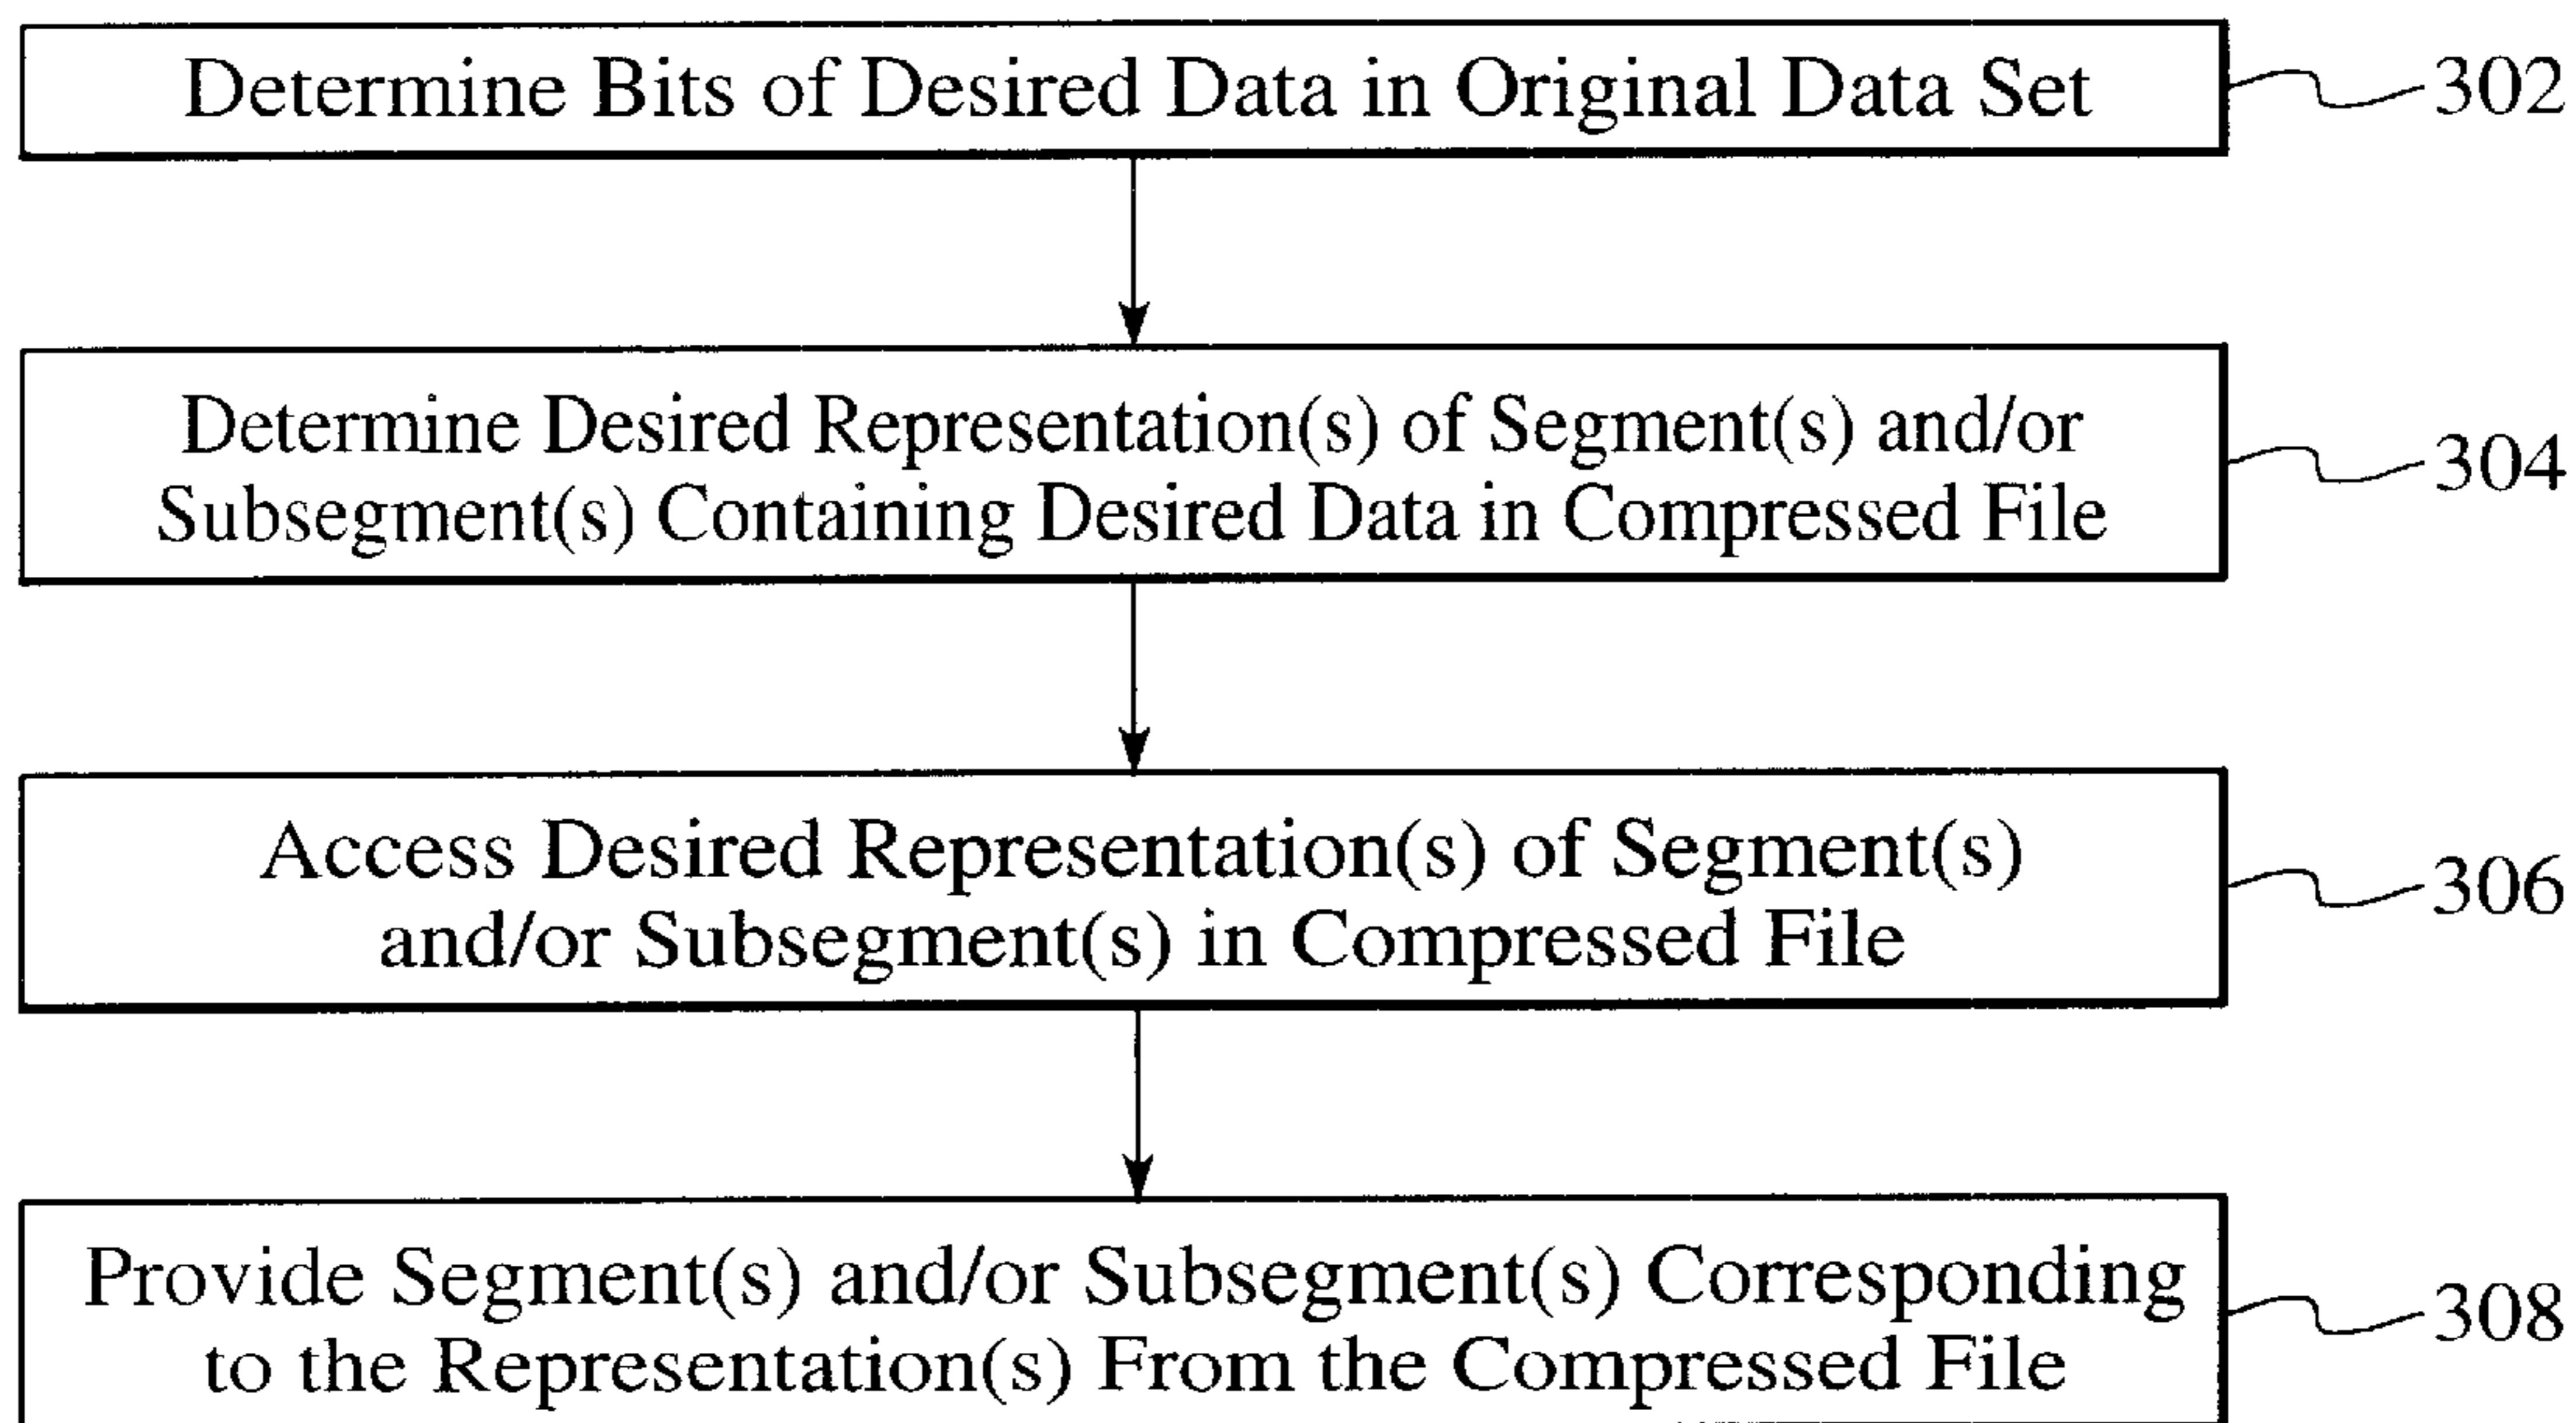 Determine Bits of Desired Data in Original Data Set
302
Determine Desired Representation(s) of Segment(s) and/or
Subsegment(s) Containing Desired Data in Compressed File
304
Access Desired Representation(s) of Segment(s)
and/or Subsegment(s) in Compressed File
306
Provide Segment(s) and/or Subsegment(s) Corresponding
to the Representation(s) From the Compressed File
308